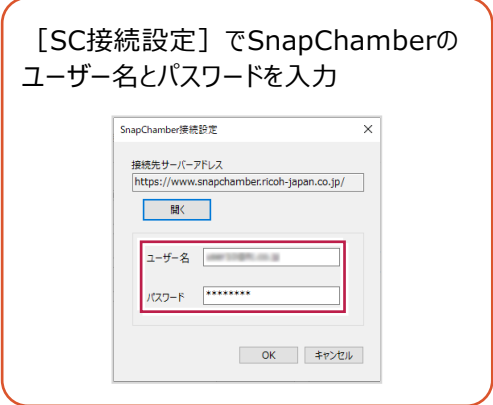 ［SC接続設定］でSnapChamberの
ユーザー名とパスワードを入力
SnapChamber接続設定
接続先サーバーアドレス
https://www.snapchamber.ricoh-japan.co.jp/
開く
ユーザー名
パスワード ********
OK キャンセル